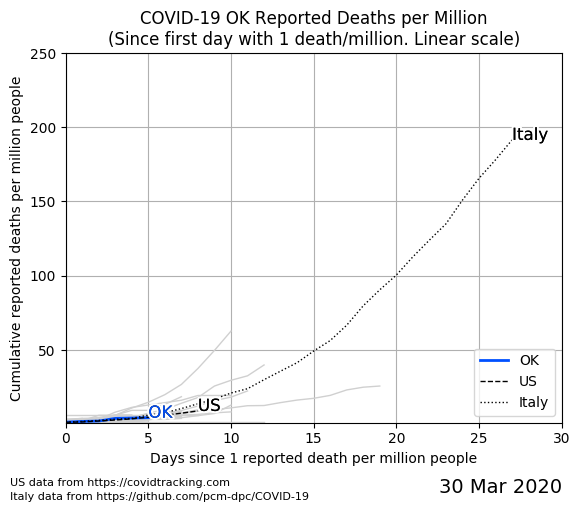 COVID-19 OK Reported Deaths per Million
(Since first day with 1 death/million. Linear scale)
Cumulative reported deaths per million people
250
200
150
100
50
Italy
US
OK
OK
US
Italy
0
5
10
15
20
25
30
Days since 1 reported death per million people
US data from https://covidtracking.com
Italy data from https://github.com/pcm-dpc/COVID-19
30 Mar 2020